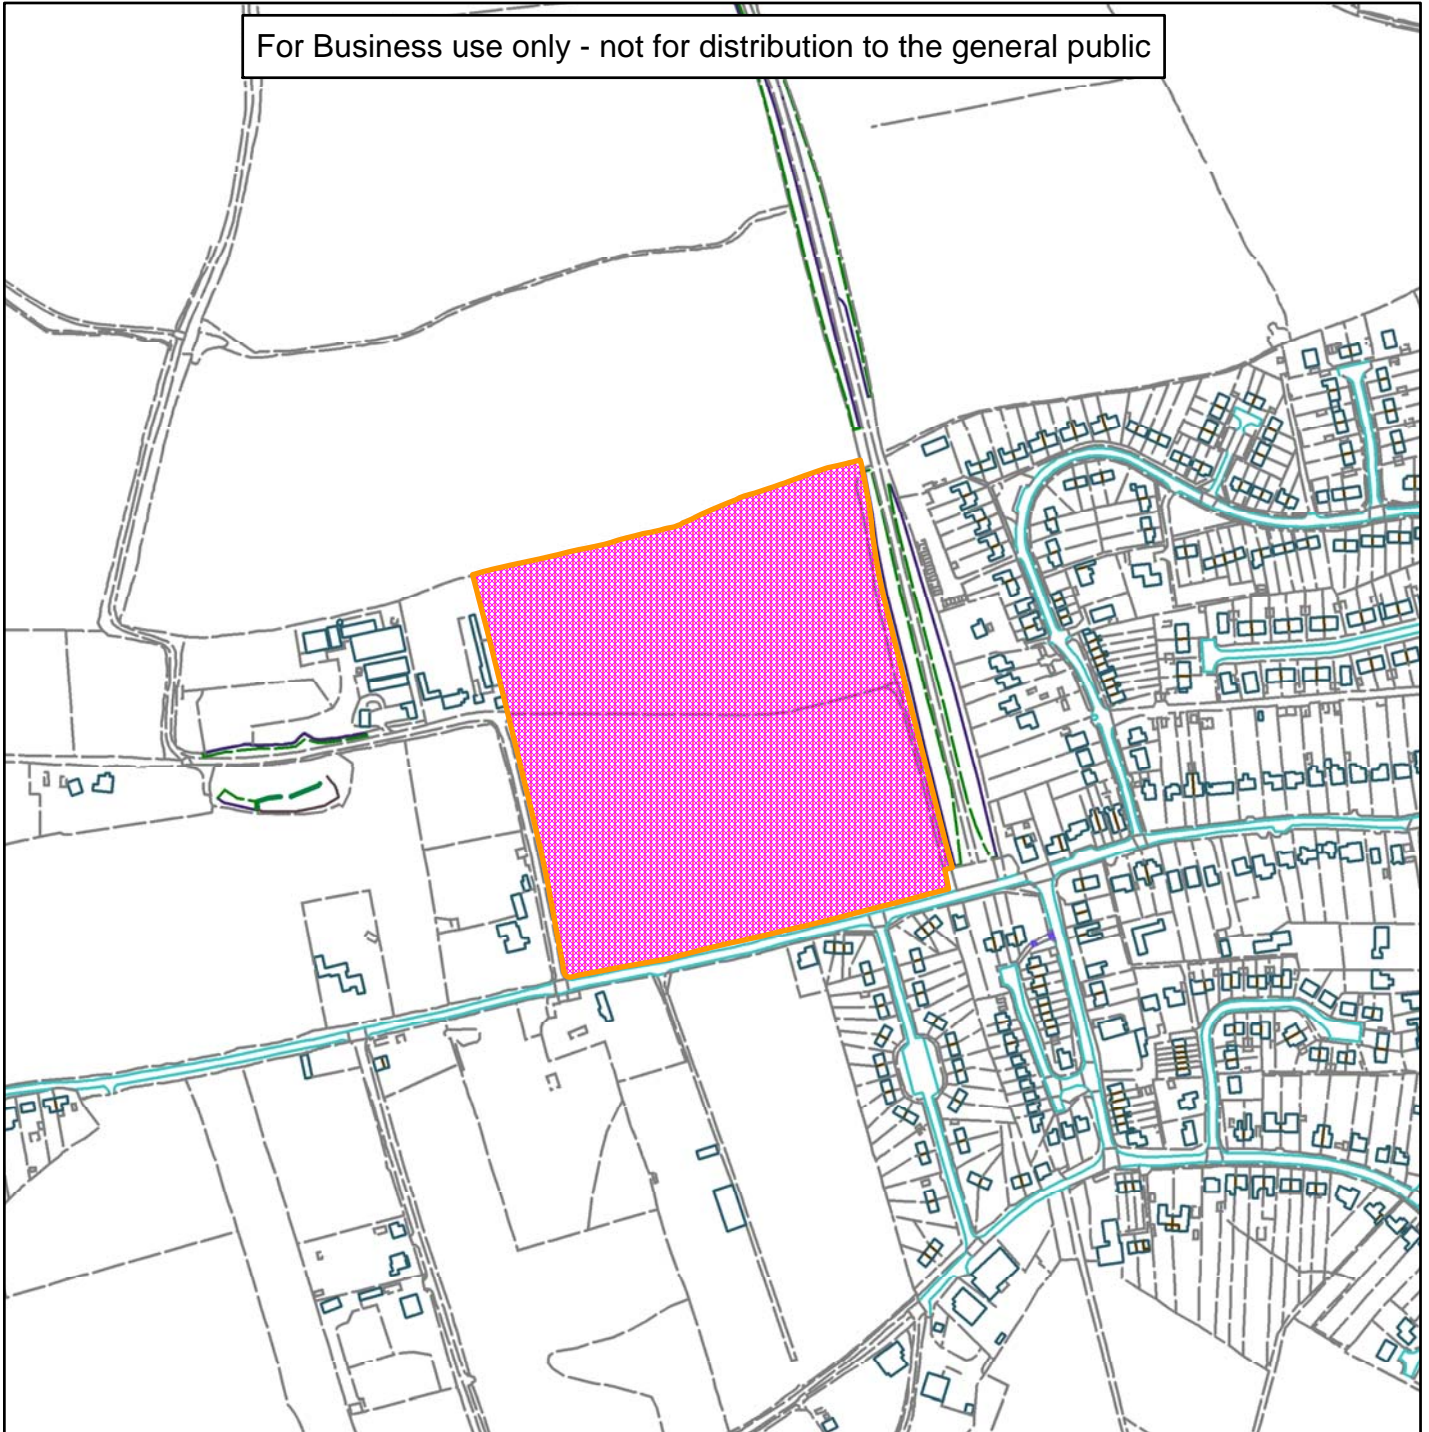 For Business use only - not for distribution to the general public